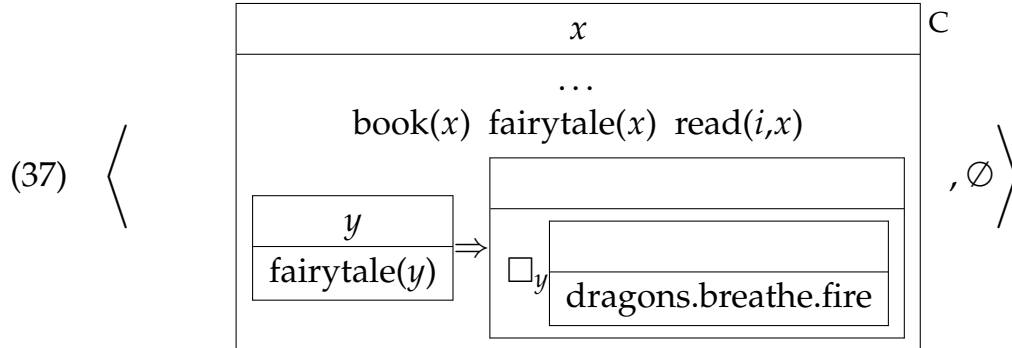 x
C
…
book(x) fairytale(x) read(i,x)
(37) ⟨ , ∅⟩
y
fairytale(y)
⇒
□y
dragons.breathe.fire